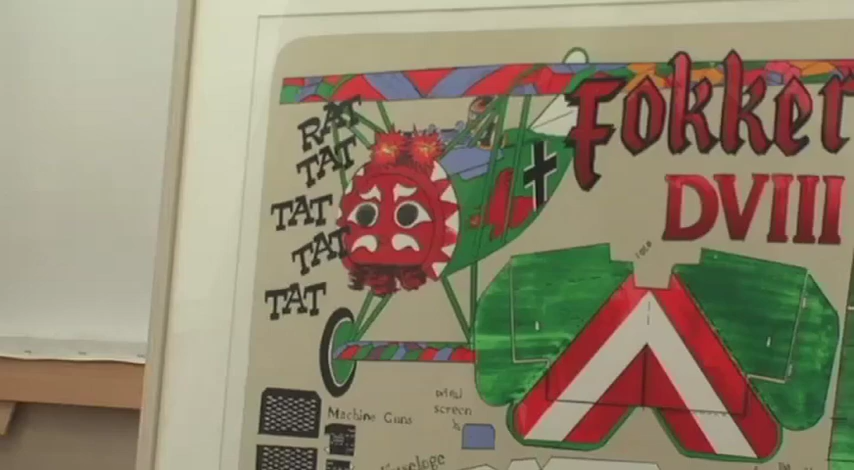 RAT
TAT
TAT
TAT
TAT
Fokker
DVIII
Machine Guns
wind
screen